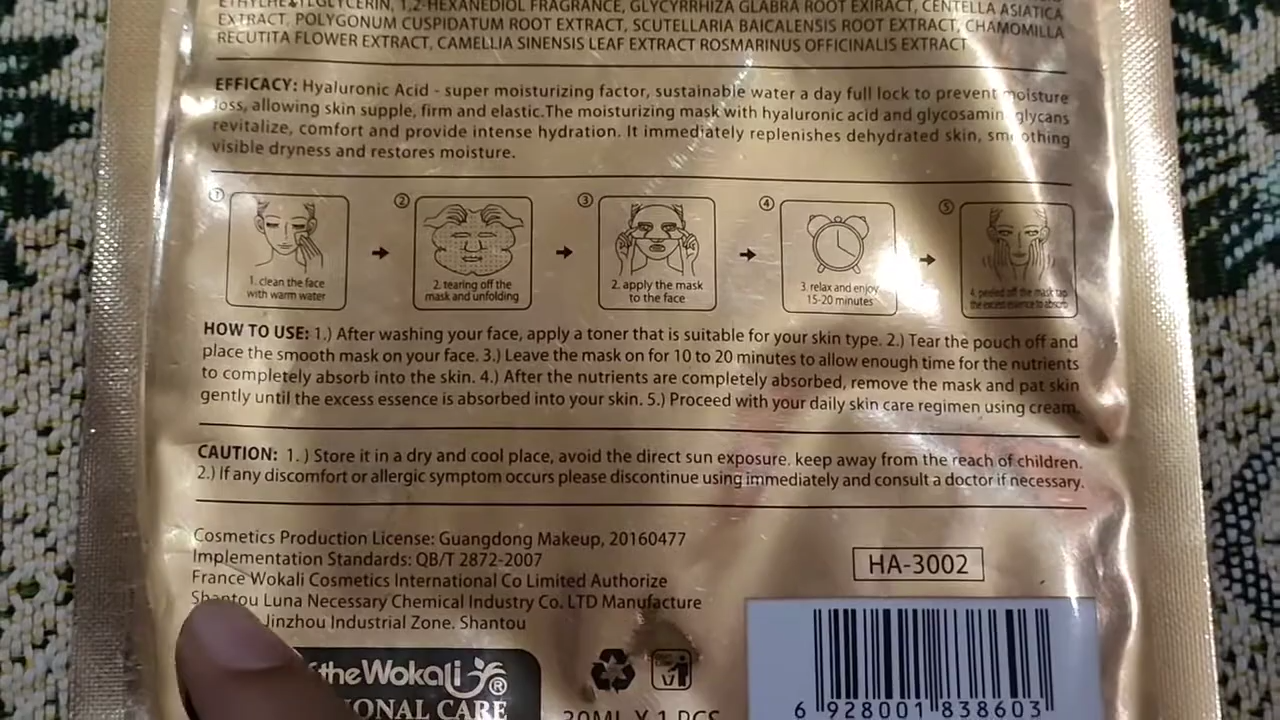 ETHYLHEXYLGLYCERIN, 1,2-HEXANEDIOL FRAGRANCE, GLYCYRRHIZA GLABRA ROOT EXIRACT, CENTELLA ASIATICA
EXTRACT, POLYGONUM CUSPIDATUM ROOT EXTRACT, SCUTELLARIA BAICALENSIS ROOT EXTRACT, CHAMOMILLA
RECUTITA FLOWER EXTRACT, CAMELLIA SINENSIS LEAF EXTRACT ROSMARINUS OFFICINALIS EXTRACT
EFFICACY: Hyaluronic Acid - super moisturizing factor, sustainable water a day full lock to prevent moisture
loss, allowing skin supple, firm and elastic.The moisturizing mask with hyaluronic acid and glycosamin glycans
revitalize, comfort and provide intense hydration. It immediately replenishes dehydrated skin, smoothing
visible dryness and restores moisture.
① ② ③ ④ ⑤
1. clean the face
with warm water
2. tearing off the
mask and unfolding
2. apply the mask
to the face
3. relax and enjoy
15-20 minutes
4. peeled off the mask tap
the excess essence to absorb
HOW TO USE: 1.) After washing your face, apply a toner that is suitable for your skin type. 2.) Tear the pouch off and
place the smooth mask on your face. 3.) Leave the mask on for 10 to 20 minutes to allow enough time for the nutrients
to completely absorb into the skin. 4.) After the nutrients are completely absorbed, remove the mask and pat skin
gently until the excess essence is absorbed into your skin. 5.) Proceed with your daily skin care regimen using cream.
CAUTION: 1. ) Store it in a dry and cool place, avoid the direct sun exposure. keep away from the reach of children.
2.) If any discomfort or allergic symptom occurs please discontinue using immediately and consult a doctor if necessary.
Cosmetics Production License: Guangdong Makeup, 20160477
Implementation Standards: QB/T 2872-2007
France Wokali Cosmetics International Co Limited Authorize
Shantou Luna Necessary Chemical Industry Co. LTD Manufacture
Jinzhou Industrial Zone. Shantou
HA-3002
theWokali®
CARE
30ML X 1 PCS
6 928001 838603